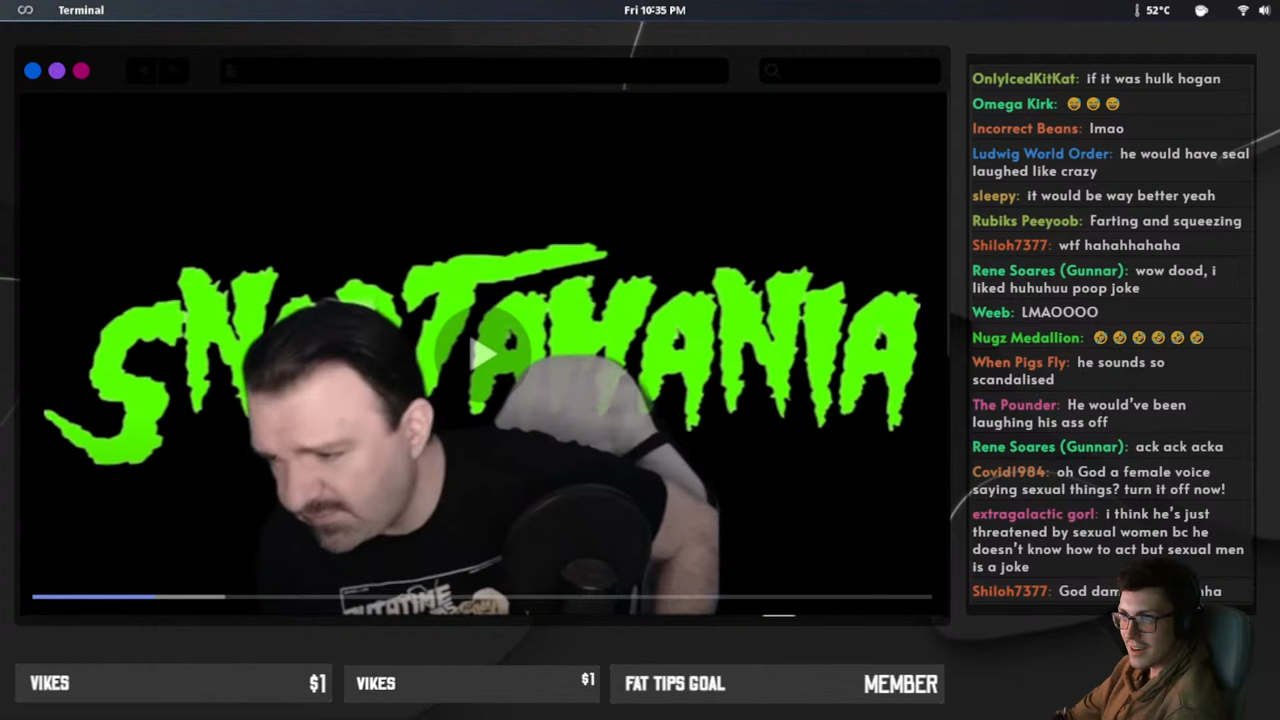 Terminal
Fri 10:35 PM
52°C
OnlyIcedKitKat: if it was hulk hogan
Omega Kirk: 😅 😅 😅
Incorrect Beans: lmao
Ludwig World Order: he would have seal
laughed like crazy
sleepy: it would be way better yeah
Rubiks Peeyoob: Farting and squeezing
Shiloh7377: wtf hahahhahaha
Rene Soares (Gunnar): wow dood, i
liked huhuhuu poop joke
Weeb: LMAOOOO
Nugz Medallion: 🤣 🤣 🤣 🤣 🤣 🤣
When Pigs Fly: he sounds so
scandalised
The Pounder: He would've been
laughing his ass off
Rene Soares (Gunnar): ack ack acka
Covid1984: oh God a female voice
saying sexual things? turn it off now!
extragalactic gorl: i think he's just
threatened by sexual women bc he
doesn't know how to act but sexual men
is a joke
Shiloh7377: God
VIKES $1
VIKES $1
FAT TIPS GOAL MEMBER